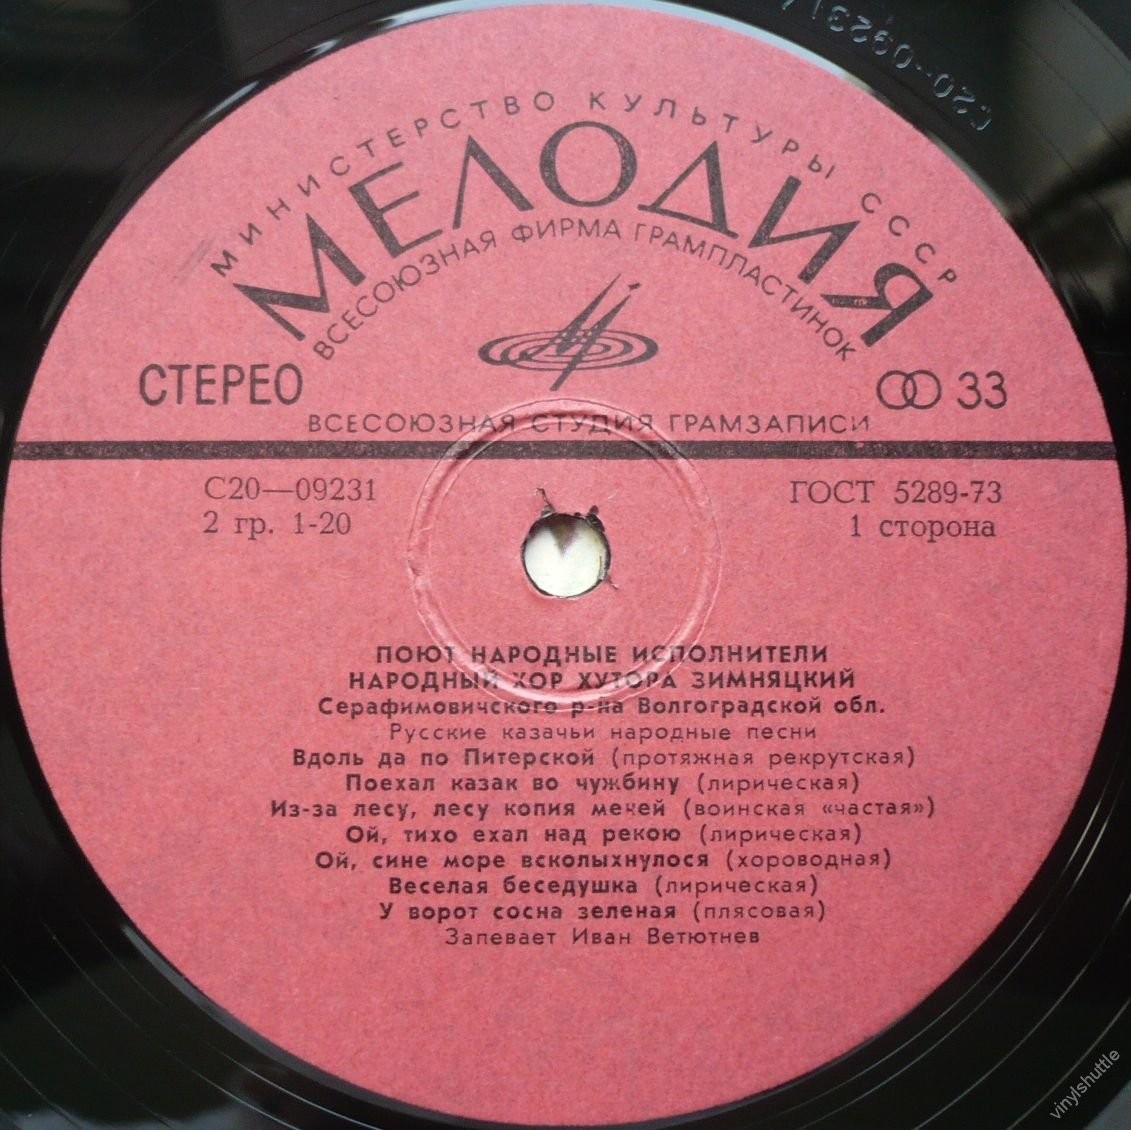 С20-0923
МИНИСТЕРСТВО КУЛЬТУРЫ СССР
МЕЛОДИЯ
ВСЕСОЮЗНАЯ ФИРМА ГРАМПЛАСТИНОК
СТЕРЕО 33
ВСЕСОЮЗНАЯ СТУДИЯ ГРАМЗАПИСИ
С20—09231 ГОСТ 5289-73
2 гр. 1-20 1 сторона
ПОЮТ НАРОДНЫЕ ИСПОЛНИТЕЛИ
НАРОДНЫЙ ХОР ХУТОРА ЗИМНЯЦКИЙ
Серафимовичского р-на Волгоградской обл.
Русские казачьи народные песни
Вдоль да по Питерской (протяжная рекрутская)
Поехал казак во чужбину (лирическая)
Из-за лесу, лесу копия мечей (воинская «частая»)
Ой, тихо ехал над рекою (лирическая)
Ой, сине море всколыхнулося (хороводная)
Веселая беседушка (лирическая)
У ворот сосна зеленая (плясовая)
Запевает Иван Ветютнев
vinylshuttle